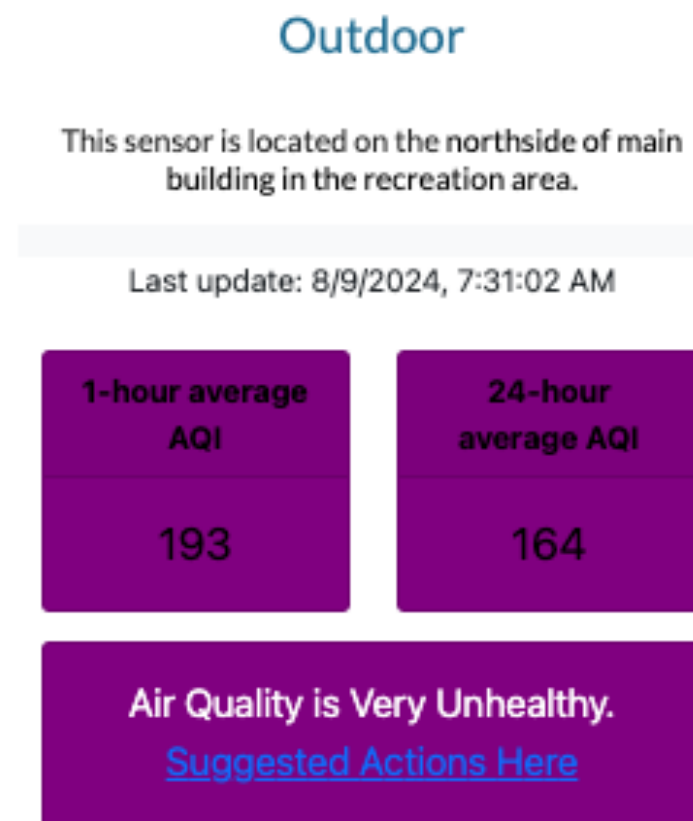 Outdoor
This sensor is located on the northside of main
building in the recreation area.
Last update: 8/9/2024, 7:31:02 AM
1-hour average
AQI
193
24-hour
average AQI
164
Air Quality is Very Unhealthy.
Suggested Actions Here